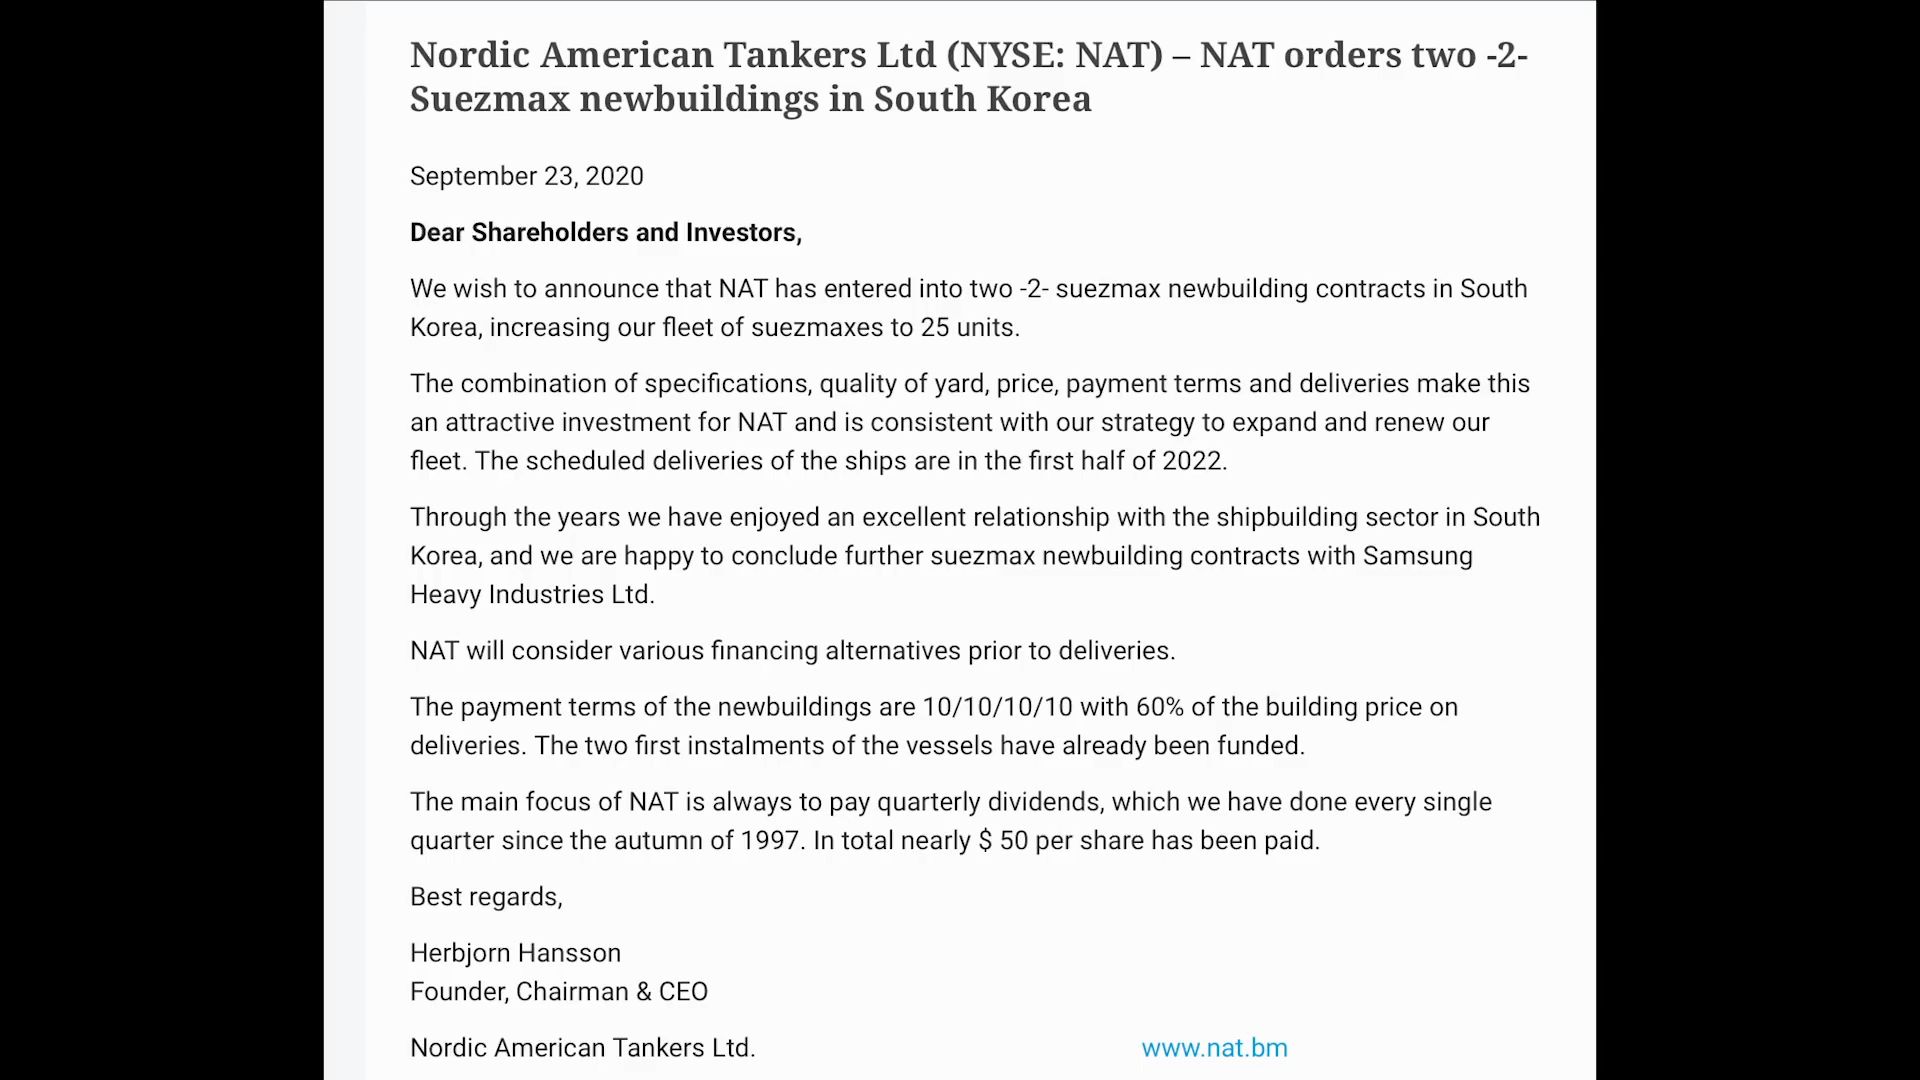 Nordic American Tankers Ltd (NYSE: NAT) – NAT orders two -2-
Suezmax newbuildings in South Korea
September 23, 2020
Dear Shareholders and Investors,
We wish to announce that NAT has entered into two -2- suezmax newbuilding contracts in South
Korea, increasing our fleet of suezmaxes to 25 units.
The combination of specifications, quality of yard, price, payment terms and deliveries make this
an attractive investment for NAT and is consistent with our strategy to expand and renew our
fleet. The scheduled deliveries of the ships are in the first half of 2022.
Through the years we have enjoyed an excellent relationship with the shipbuilding sector in South
Korea, and we are happy to conclude further suezmax newbuilding contracts with Samsung
Heavy Industries Ltd.
NAT will consider various financing alternatives prior to deliveries.
The payment terms of the newbuildings are 10/10/10/10 with 60% of the building price on
deliveries. The two first instalments of the vessels have already been funded.
The main focus of NAT is always to pay quarterly dividends, which we have done every single
quarter since the autumn of 1997. In total nearly $ 50 per share has been paid.
Best regards,
Herbjorn Hansson
Founder, Chairman & CEO
Nordic American Tankers Ltd. www.nat.bm